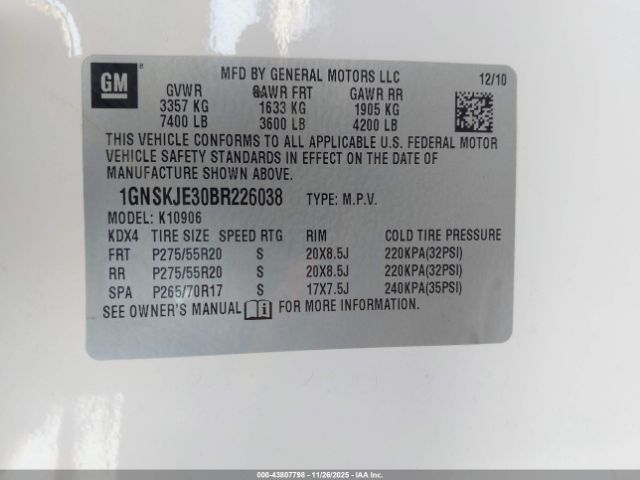 GM
MFD BY GENERAL MOTORS LLC 12/10
GVWR GAWR FRT GAWR RR
3357 KG 1633 KG 1905 KG
7400 LB 3600 LB 4200 LB
THIS VEHICLE CONFORMS TO ALL APPLICABLE U.S. FEDERAL MOTOR
VEHICLE SAFETY STANDARDS IN EFFECT ON THE DATE OF
MANUFACTURE SHOWN ABOVE.
1GNSKJE30BR226038 TYPE: M.P.V.
MODEL: K10906
KDX4 TIRE SIZE SPEED RTG RIM COLD TIRE PRESSURE
FRT P275/55R20 S 20X8.5J 220KPA(32PSI)
RR P275/55R20 S 20X8.5J 220KPA(32PSI)
SPA P265/70R17 S 17X7.5J 240KPA(35PSI)
SEE OWNER'S MANUAL FOR MORE INFORMATION.
000-43807798 - 11/26/2025 - IAA Inc.